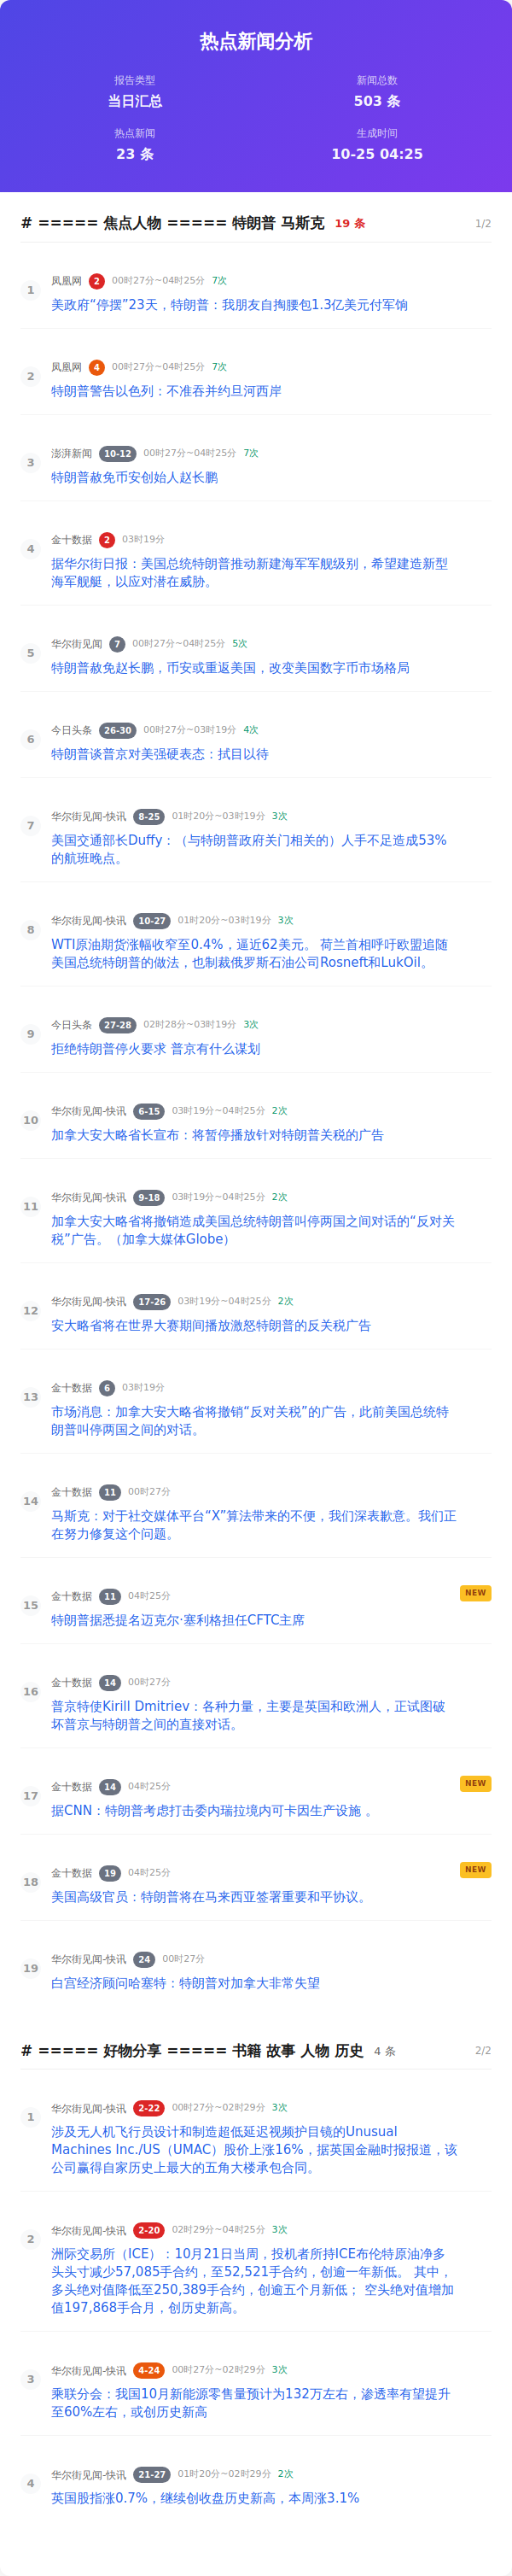 热点新闻分析
报告类型
新闻总数
当日汇总
503 条
热点新闻
生成时间
23 条
10-25 04:25
# ===== 焦点人物 ===== 特朗普 马斯克 19 条 1/2
1
凤凰网 2 00时27分~04时25分 7次
美政府“停摆”23天，特朗普：我朋友自掏腰包1.3亿美元付军饷
2
凤凰网 4 00时27分~04时25分 7次
特朗普警告以色列：不准吞并约旦河西岸
3
澎湃新闻 10-12 00时27分~04时25分 7次
特朗普赦免币安创始人赵长鹏
4
金十数据 2 03时19分
据华尔街日报：美国总统特朗普推动新建海军军舰级别，希望建造新型
海军舰艇，以应对潜在威胁。
5
华尔街见闻 7 00时27分~04时25分 5次
特朗普赦免赵长鹏，币安或重返美国，改变美国数字币市场格局
6
今日头条 26-30 00时27分~03时19分 4次
特朗普谈普京对美强硬表态：拭目以待
7
华尔街见闻-快讯 8-25 01时20分~03时19分 3次
美国交通部长Duffy：（与特朗普政府关门相关的）人手不足造成53%
的航班晚点。
8
华尔街见闻-快讯 10-27 01时20分~03时19分 3次
WTI原油期货涨幅收窄至0.4%，逼近62美元。 荷兰首相呼吁欧盟追随
美国总统特朗普的做法，也制裁俄罗斯石油公司Rosneft和LukOil。
9
今日头条 27-28 02时28分~03时19分 3次
拒绝特朗普停火要求 普京有什么谋划
10
华尔街见闻-快讯 6-15 03时19分~04时25分 2次
加拿大安大略省长宣布：将暂停播放针对特朗普关税的广告
11
华尔街见闻-快讯 9-18 03时19分~04时25分 2次
加拿大安大略省将撤销造成美国总统特朗普叫停两国之间对话的“反对关
税”广告。（加拿大媒体Globe）
12
华尔街见闻-快讯 17-26 03时19分~04时25分 2次
安大略省将在世界大赛期间播放激怒特朗普的反关税广告
13
金十数据 6 03时19分
市场消息：加拿大安大略省将撤销“反对关税”的广告，此前美国总统特
朗普叫停两国之间的对话。
14
金十数据 11 00时27分
马斯克：对于社交媒体平台“X”算法带来的不便，我们深表歉意。我们正
在努力修复这个问题。
15
金十数据 11 04时25分 NEW
特朗普据悉提名迈克尔·塞利格担任CFTC主席
16
金十数据 14 00时27分
普京特使Kirill Dmitriev：各种力量，主要是英国和欧洲人，正试图破
坏普京与特朗普之间的直接对话。
17
金十数据 14 04时25分 NEW
据CNN：特朗普考虑打击委内瑞拉境内可卡因生产设施 。
18
金十数据 19 04时25分 NEW
美国高级官员：特朗普将在马来西亚签署重要和平协议。
19
华尔街见闻-快讯 24 00时27分
白宫经济顾问哈塞特：特朗普对加拿大非常失望
# ===== 好物分享 ===== 书籍 故事 人物 历史 4 条 2/2
1
华尔街见闻-快讯 2-22 00时27分~02时29分 3次
涉及无人机飞行员设计和制造超低延迟视频护目镜的Unusual
Machines Inc./US（UMAC）股价上涨16%，据英国金融时报报道，该
公司赢得自家历史上最大的五角大楼承包合同。
2
华尔街见闻-快讯 2-20 02时29分~04时25分 3次
洲际交易所（ICE）：10月21日当周，投机者所持ICE布伦特原油净多
头头寸减少57,085手合约，至52,521手合约，创逾一年新低。 其中，
多头绝对值降低至250,389手合约，创逾五个月新低； 空头绝对值增加
值197,868手合月，创历史新高。
3
华尔街见闻-快讯 4-24 00时27分~02时29分 3次
乘联分会：我国10月新能源零售量预计为132万左右，渗透率有望提升
至60%左右，或创历史新高
4
华尔街见闻-快讯 21-27 01时20分~02时29分 2次
英国股指涨0.7%，继续创收盘历史新高，本周涨3.1%